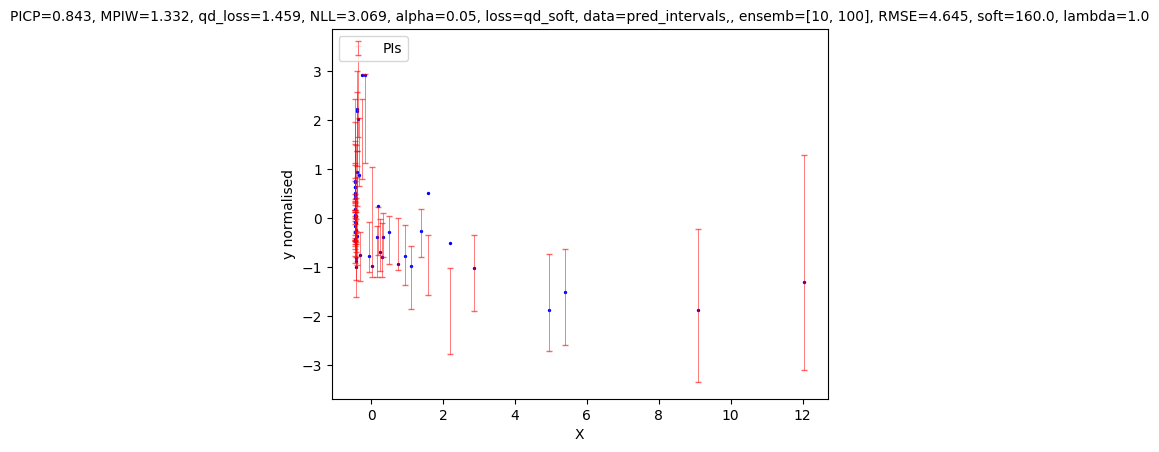 PICP=0.843, MPIW=1.332, qd_loss=1.459, NLL=3.069, alpha=0.05, loss=qd_soft, data=pred_intervals,, ensemb=[10, 100], RMSE=4.645, soft=160.0, lambda=1.0
PIs
3
2
1
0
−1
−2
−3
y normalised
0 2 4 6 8 10 12
X